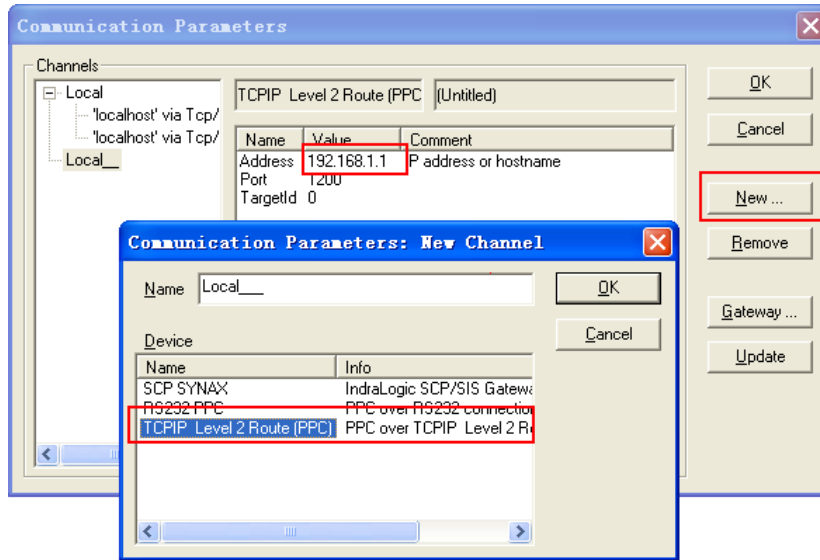 Communication Parameters
Channels
Local
'localhost' via Tcp/
'localhost' via Tcp/
Local__
TCPIP Level 2 Route (PPC
(Untitled)
Name Value Comment
Address 192.168.1.1 P address or hostname
Port 1200
TargetId 0
OK
Cancel
New ...
Remove
Gateway ...
Update
Communication Parameters: New Channel
Name Local___
OK
Cancel
Device
Name Info
SCP SYNAX IndraLogic SCP/SIS Gatewa
RS232 PPC PPC over RS232 connection
TCPIP Level 2 Route (PPC) PPC over TCPIP Level 2 R